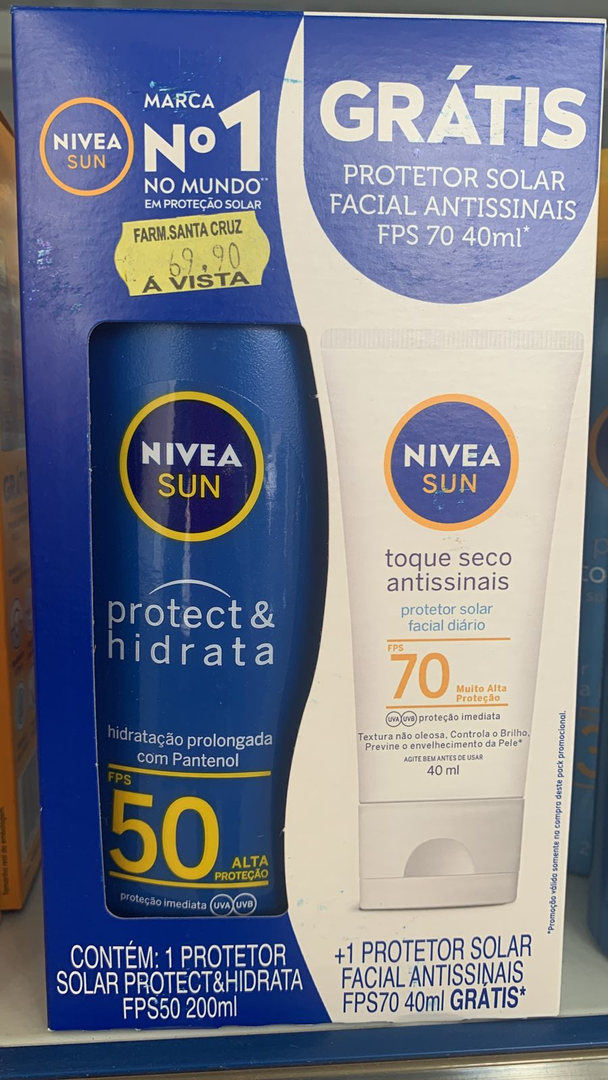 NIVEA
SUN
MARCA
Nº1
NO MUNDO**
EM PROTEÇÃO SOLAR
GRÁTIS
PROTETOR SOLAR
FACIAL ANTISSINAIS
FPS 70 40ml*
FARM.SANTA CRUZ
69,90
Á VISTA
NIVEA
SUN
protect &
hidrata
hidratação prolongada
com Pantenol
FPS
50
ALTA
PROTEÇÃO
proteção imediata UVA UVB
NIVEA
SUN
toque seco
antissinais
protetor solar
facial diário
FPS
70
Muito Alta
Proteção
UVA UVB proteção imediata
Textura não oleosa, Controla o Brilho,
Previne o envelhecimento da Pele*
AGITE BEM ANTES DE USAR
40 ml
*Promoção válida somente na compra deste pack promocional.
CONTÉM: 1 PROTETOR
SOLAR PROTECT&HIDRATA
FPS50 200ml
+1 PROTETOR SOLAR
FACIAL ANTISSINAIS
FPS70 40ml GRÁTIS*